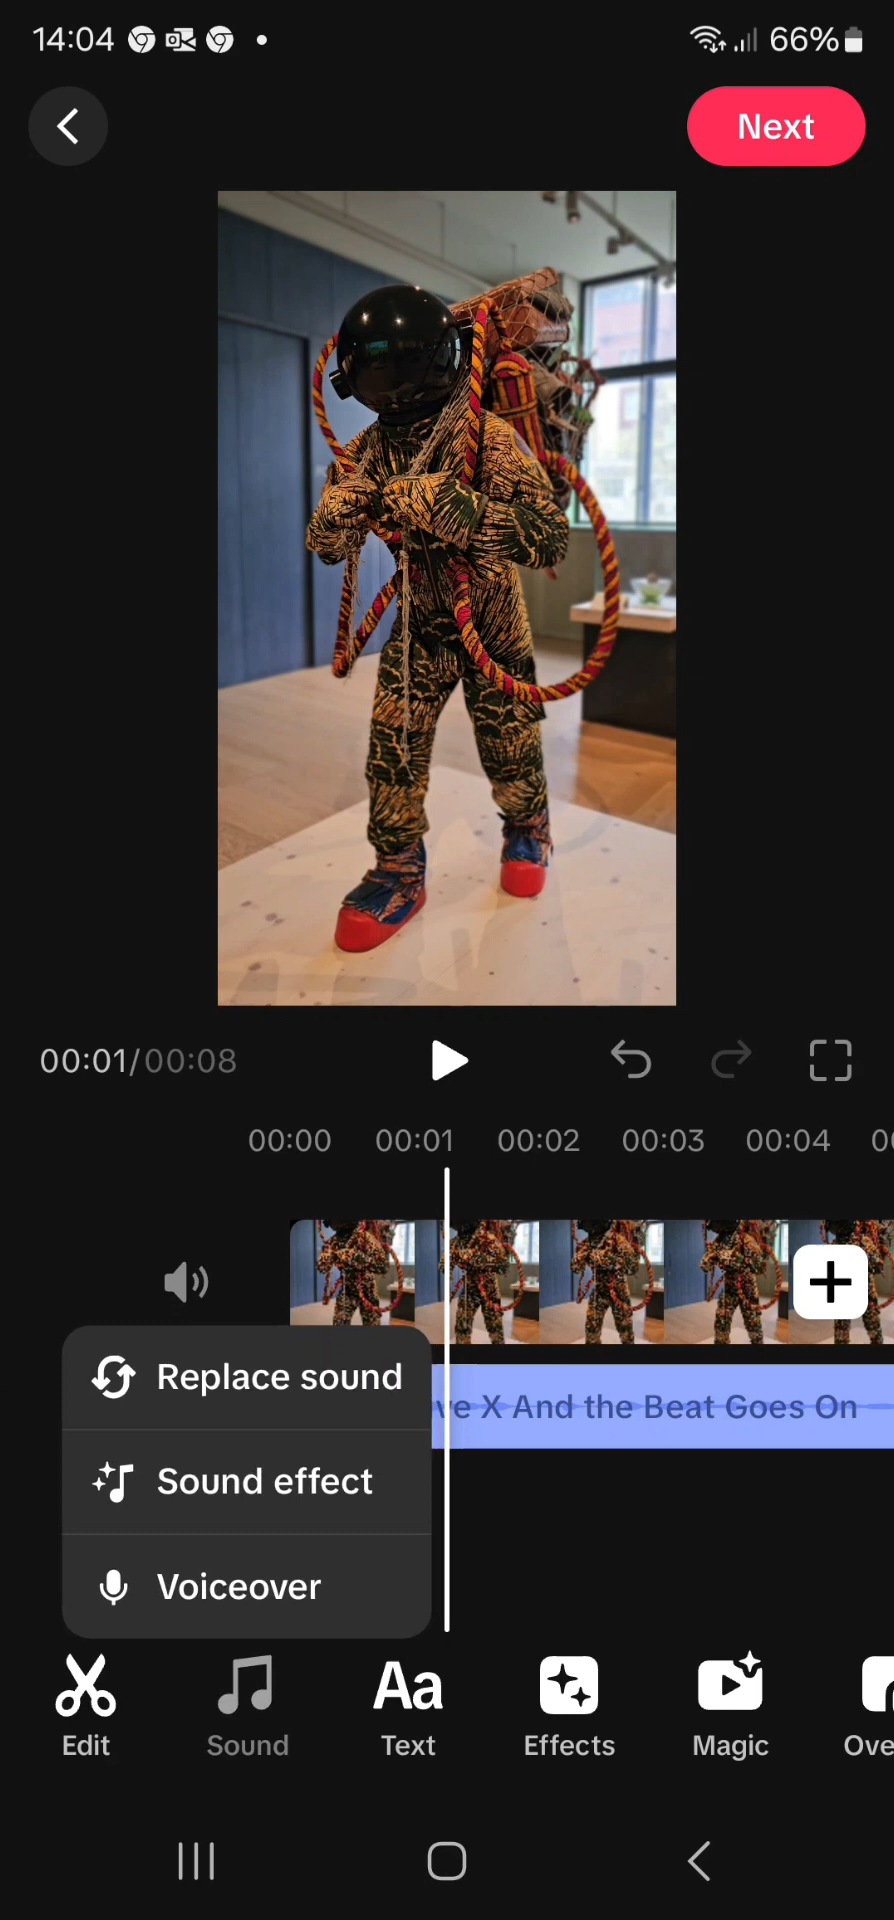 14:04
66%
Next
00:01/00:08
00:00 00:01 00:02 00:03 00:04
X And the Beat Goes On
Replace sound
Sound effect
Voiceover
Edit
Sound
Text
Effects
Magic
Ove